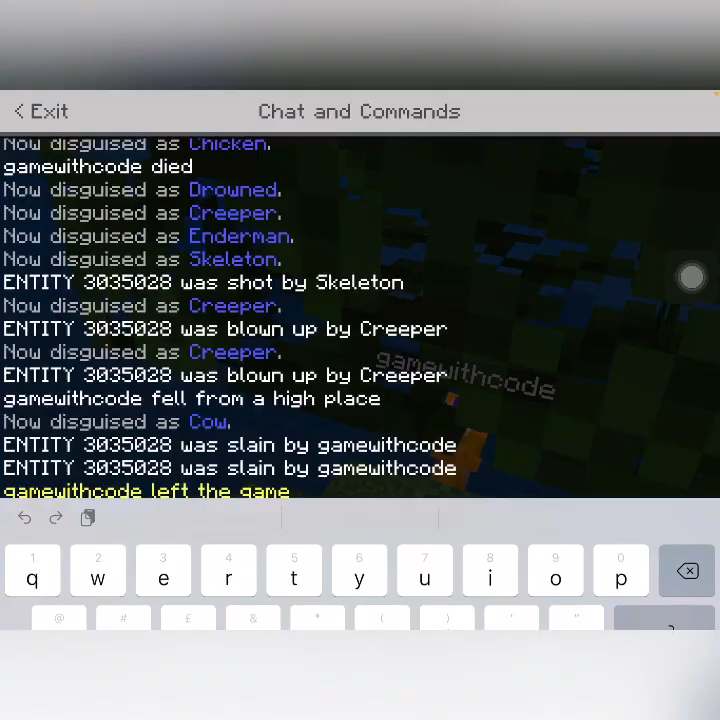 < Exit
Chat and Commands
Now disguised as Chicken.
gamewithcode died
Now disguised as Drowned.
Now disguised as Creeper.
Now disguised as Enderman.
Now disguised as Skeleton.
ENTITY 3035028 was shot by Skeleton
Now disguised as Creeper.
ENTITY 3035028 was blown up by Creeper
Now disguised as Creeper.
ENTITY 3035028 was blown up by Creeper
gamewithcode
gamewithcode fell from a high place
Now disguised as Cow.
ENTITY 3035028 was slain by gamewithcode
ENTITY 3035028 was slain by gamewithcode
gamewithcode left the game
1 2 3 4 5 6 7 8 9 0
q w e r t y u i o p
@ # £ & * ( ) ' "